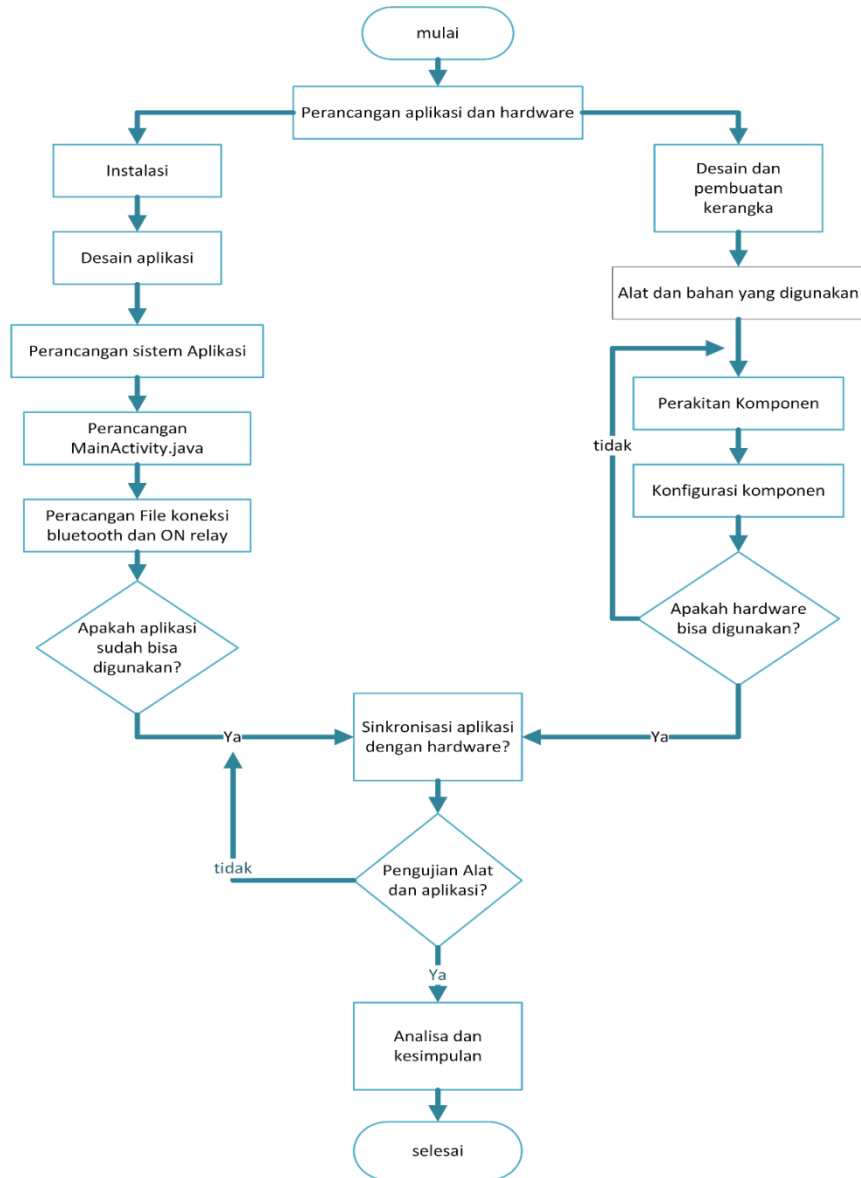 mulai
Perancangan aplikasi dan hardware
Instalasi
Desain aplikasi
Perancangan sistem Aplikasi
Perancangan
MainActivity.java
Peracangan File koneksi
bluetooth dan ON relay
Apakah aplikasi
sudah bisa
digunakan?
Ya
Desain dan
pembuatan
kerangka
Alat dan bahan yang digunakan
Perakitan Komponen
tidak
Konfigurasi komponen
Apakah hardware
bisa digunakan?
Ya
Sinkronisasi aplikasi
dengan hardware?
Pengujian Alat
dan aplikasi?
tidak
Ya
Analisa dan
kesimpulan
selesai